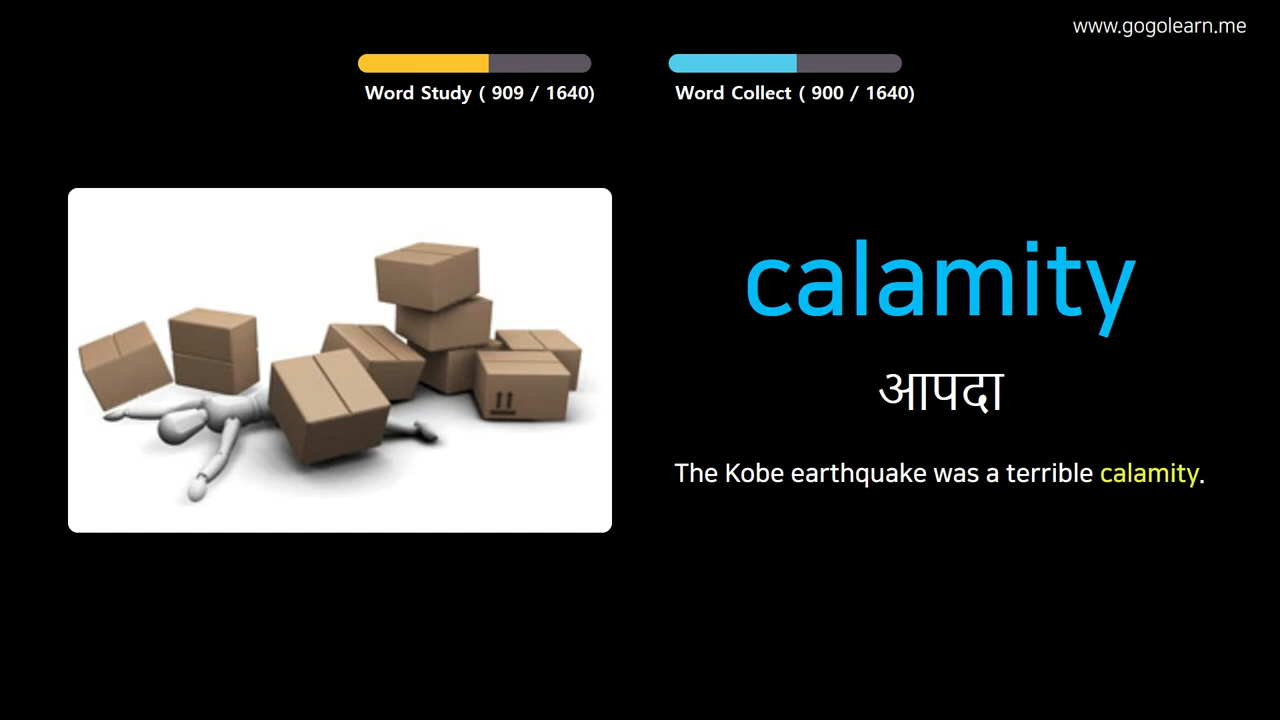 www.gogolearn.me
Word Study ( 909 / 1640)
Word Collect ( 900 / 1640)
calamity
आपदा
The Kobe earthquake was a terrible calamity.